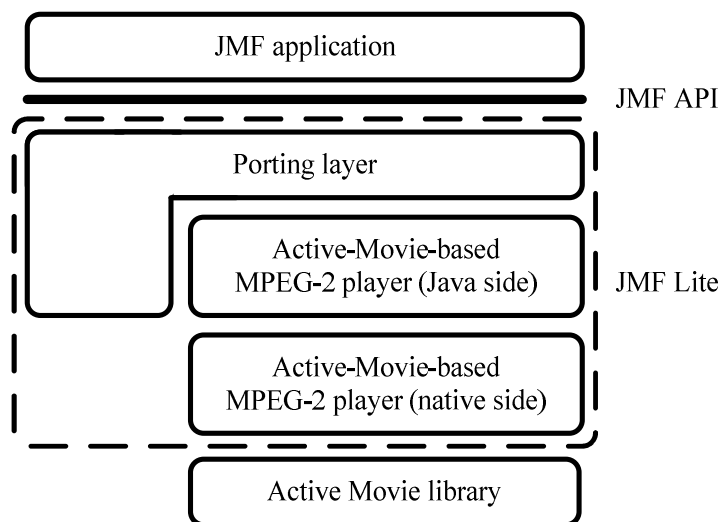 JMF application
JMF API
Porting layer
Active-Movie-based
MPEG-2 player (Java side)
JMF Lite
Active-Movie-based
MPEG-2 player (native side)
Active Movie library